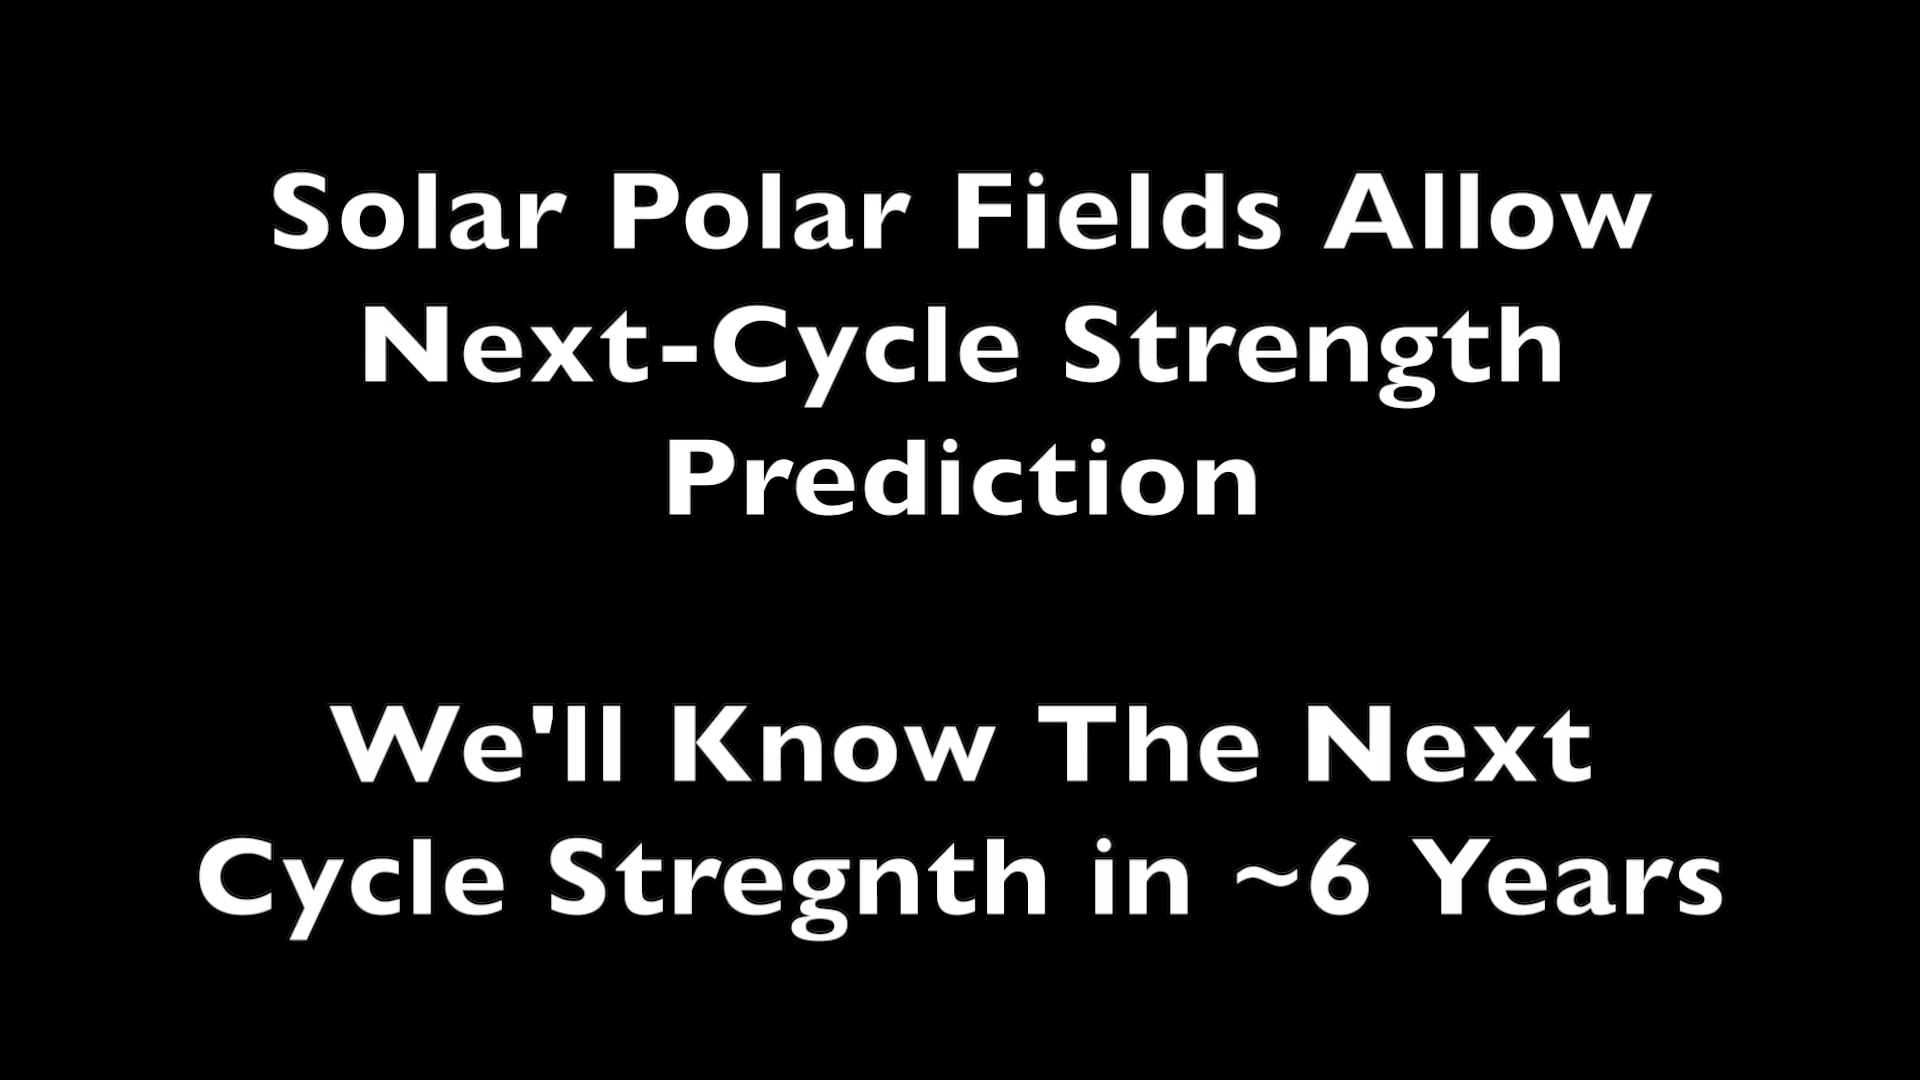 Solar Polar Fields Allow
Next-Cycle Strength
Prediction
We'll Know The Next
Cycle Stregnth in ~6 Years